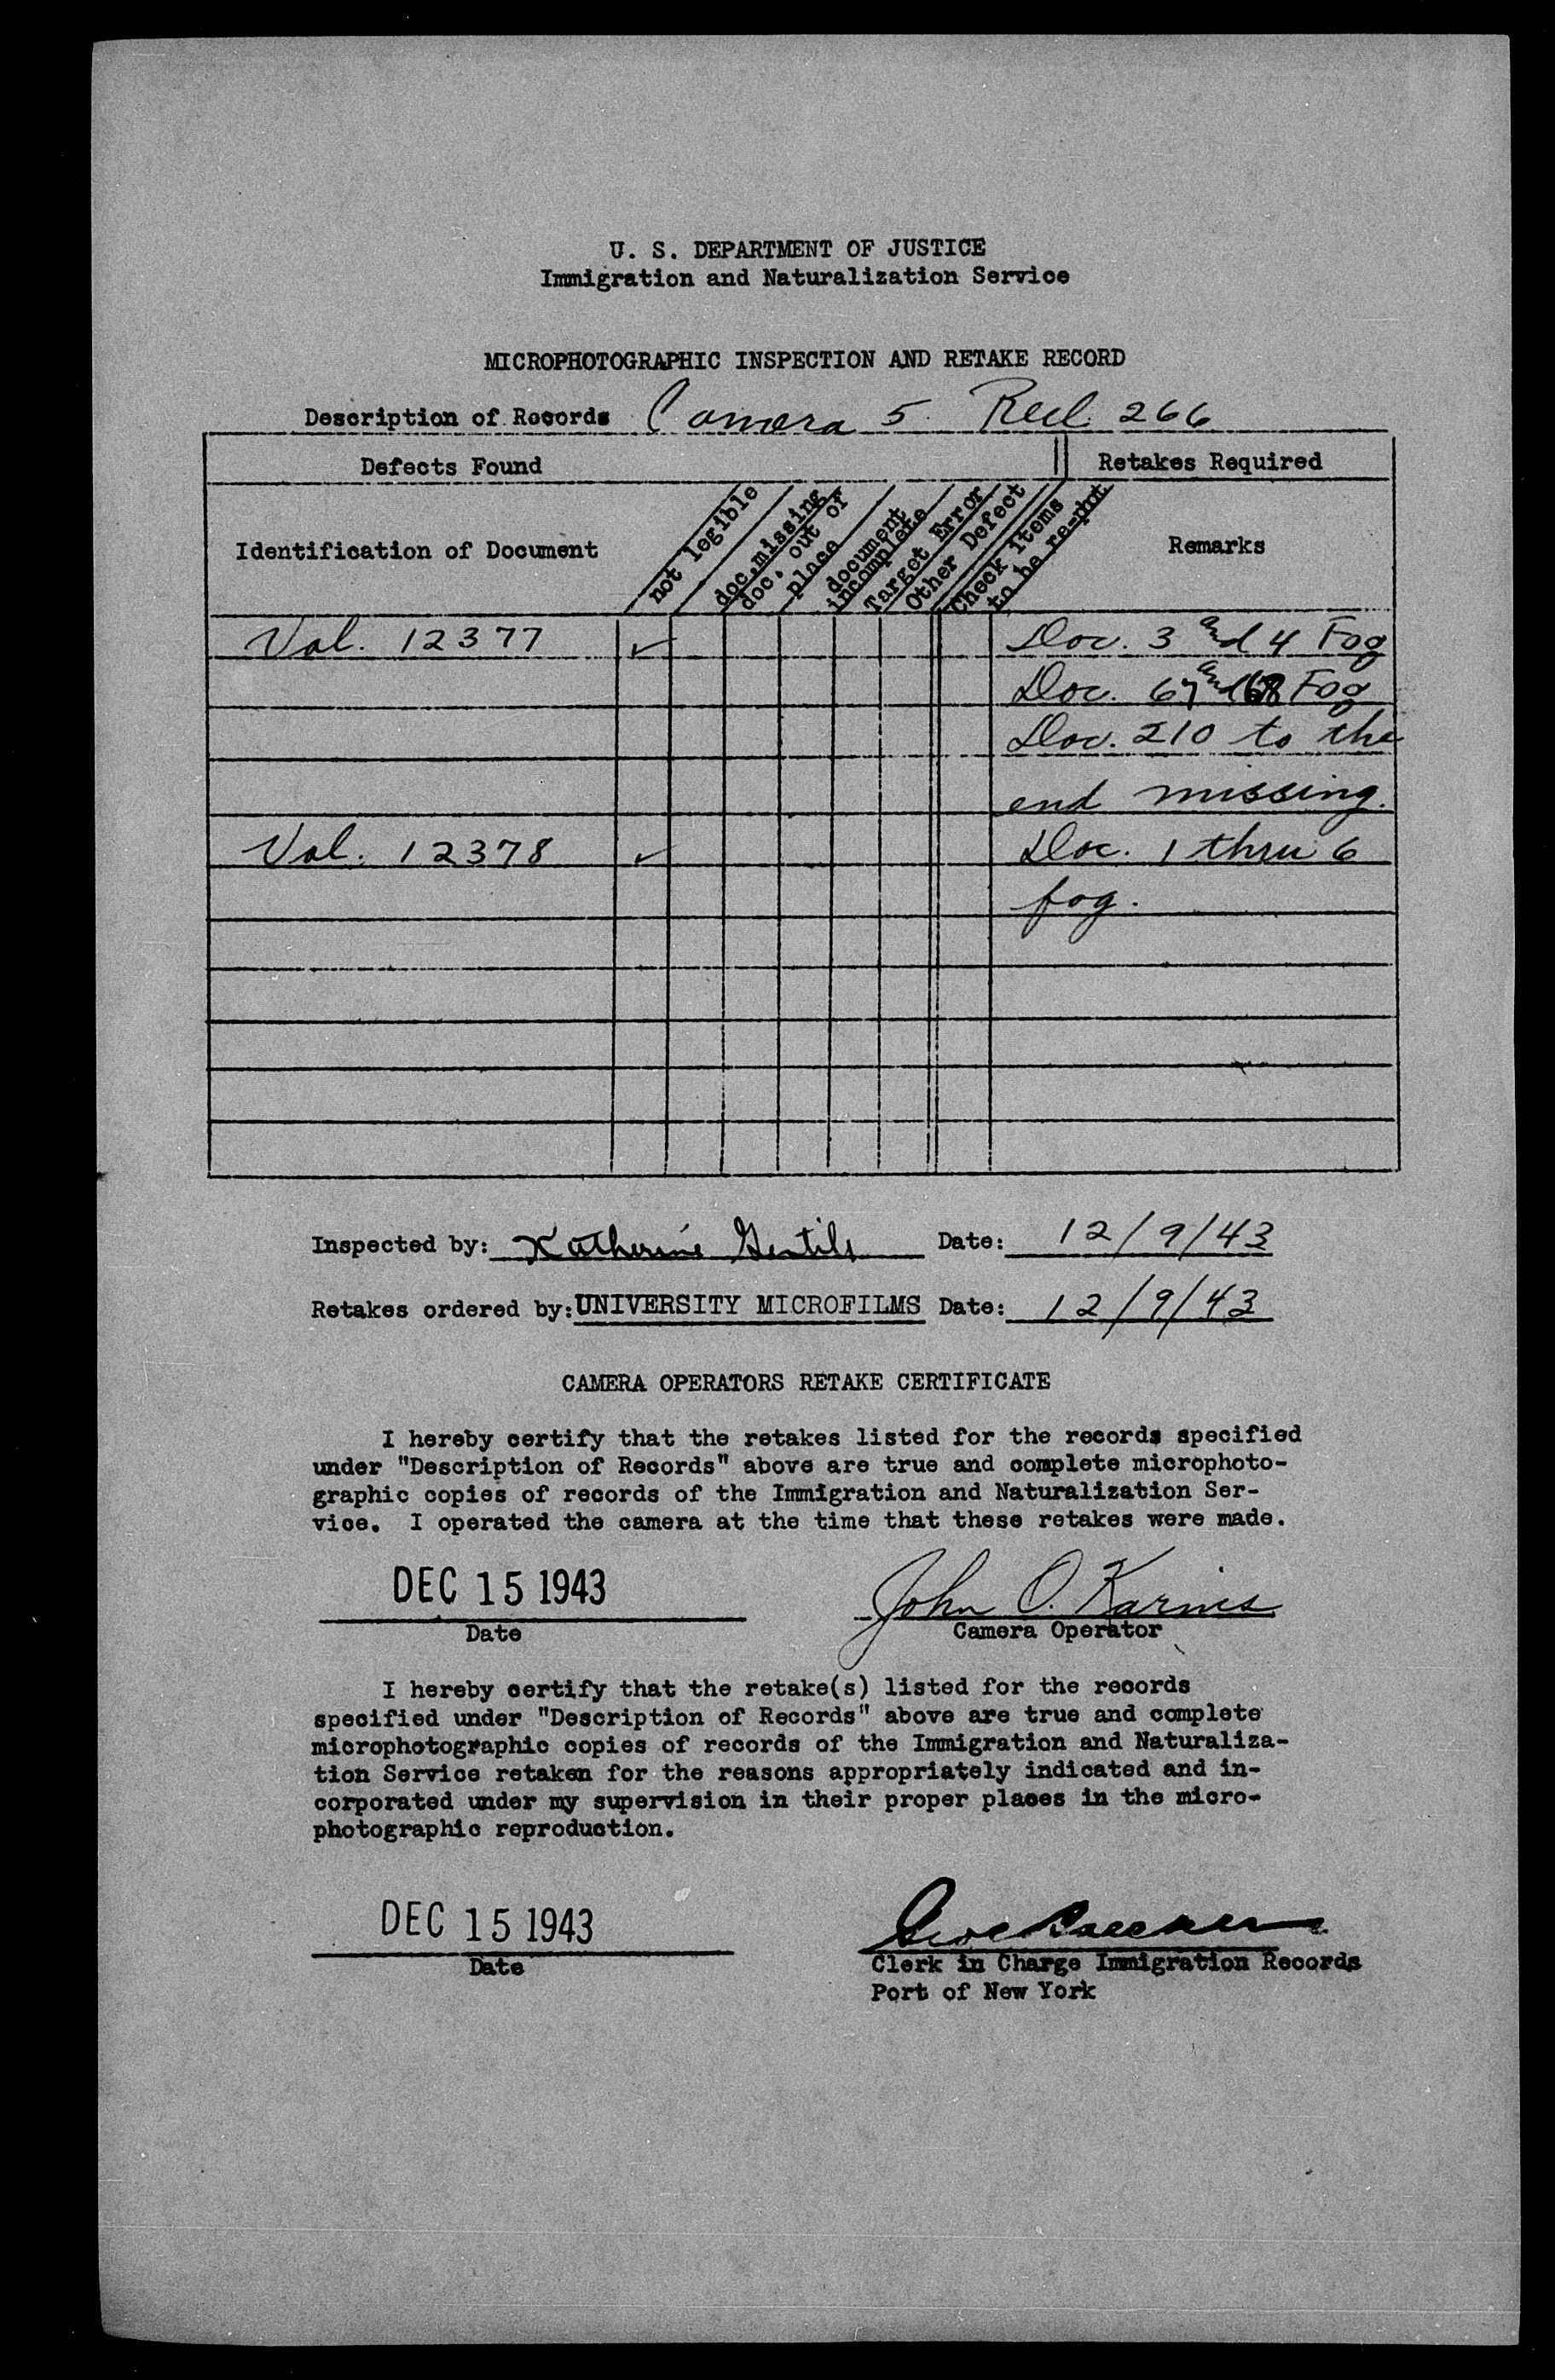 U. S. DEPARTMENT OF JUSTICE
Immigration and Naturalization Service
MICROPHOTOGRAPHIC INSPECTION AND RETAKE RECORD
Description of Records Camera 5. Reel. 266
Defects Found Retakes Required
Identification of Document
not legible
doc. missing
doc. out of
place
document
incomplete
Target Error
Other Defect
Check items
to be re-phot
Remarks
Vol. 12377 ✓ Doc. 3 and 4 Fog
Doc. 67 and 68 Fog
Doc. 210 to the
end missing.
Vol. 12378 ✓ Doc. 1 thru 6
fog.
Inspected by: Katherine Gentile Date: 12/9/43
Retakes ordered by: UNIVERSITY MICROFILMS Date: 12/9/43
CAMERA OPERATORS RETAKE CERTIFICATE
I hereby certify that the retakes listed for the records specified
under "Description of Records" above are true and complete microphoto-
graphic copies of records of the Immigration and Naturalization Ser-
vice. I operated the camera at the time that these retakes were made.
DEC 15 1943 John O. Karnes
Date Camera Operator
I hereby certify that the retake(s) listed for the records
specified under "Description of Records" above are true and complete
microphotographic copies of records of the Immigration and Naturaliza-
tion Service retaken for the reasons appropriately indicated and in-
corporated under my supervision in their proper places in the micro-
photographic reproduction.
DEC 15 1943
Date
Clerk in Charge Immigration Records
Port of New York